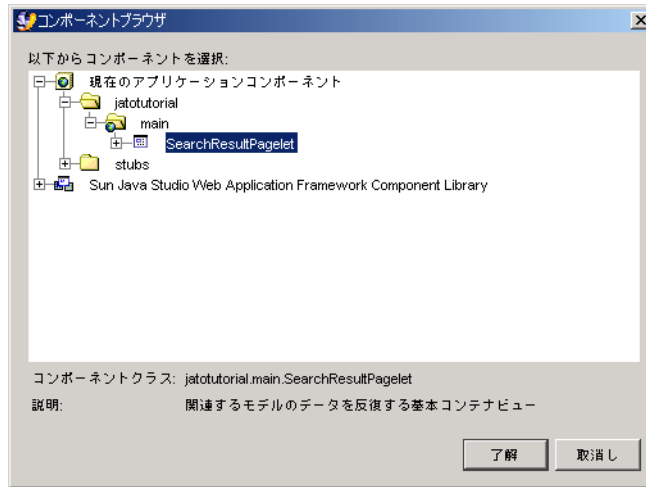 コンポーネントブラウザ
以下からコンポーネントを選択:
現在のアプリケーションコンポーネント
jatotutorial
main
SearchResultPagelet
stubs
Sun Java Studio Web Application Framework Component Library
コンポーネントクラス: jatotutorial.main.SearchResultPagelet
説明: 関連するモデルのデータを反復する基本コンテナビュー
了解 取消し